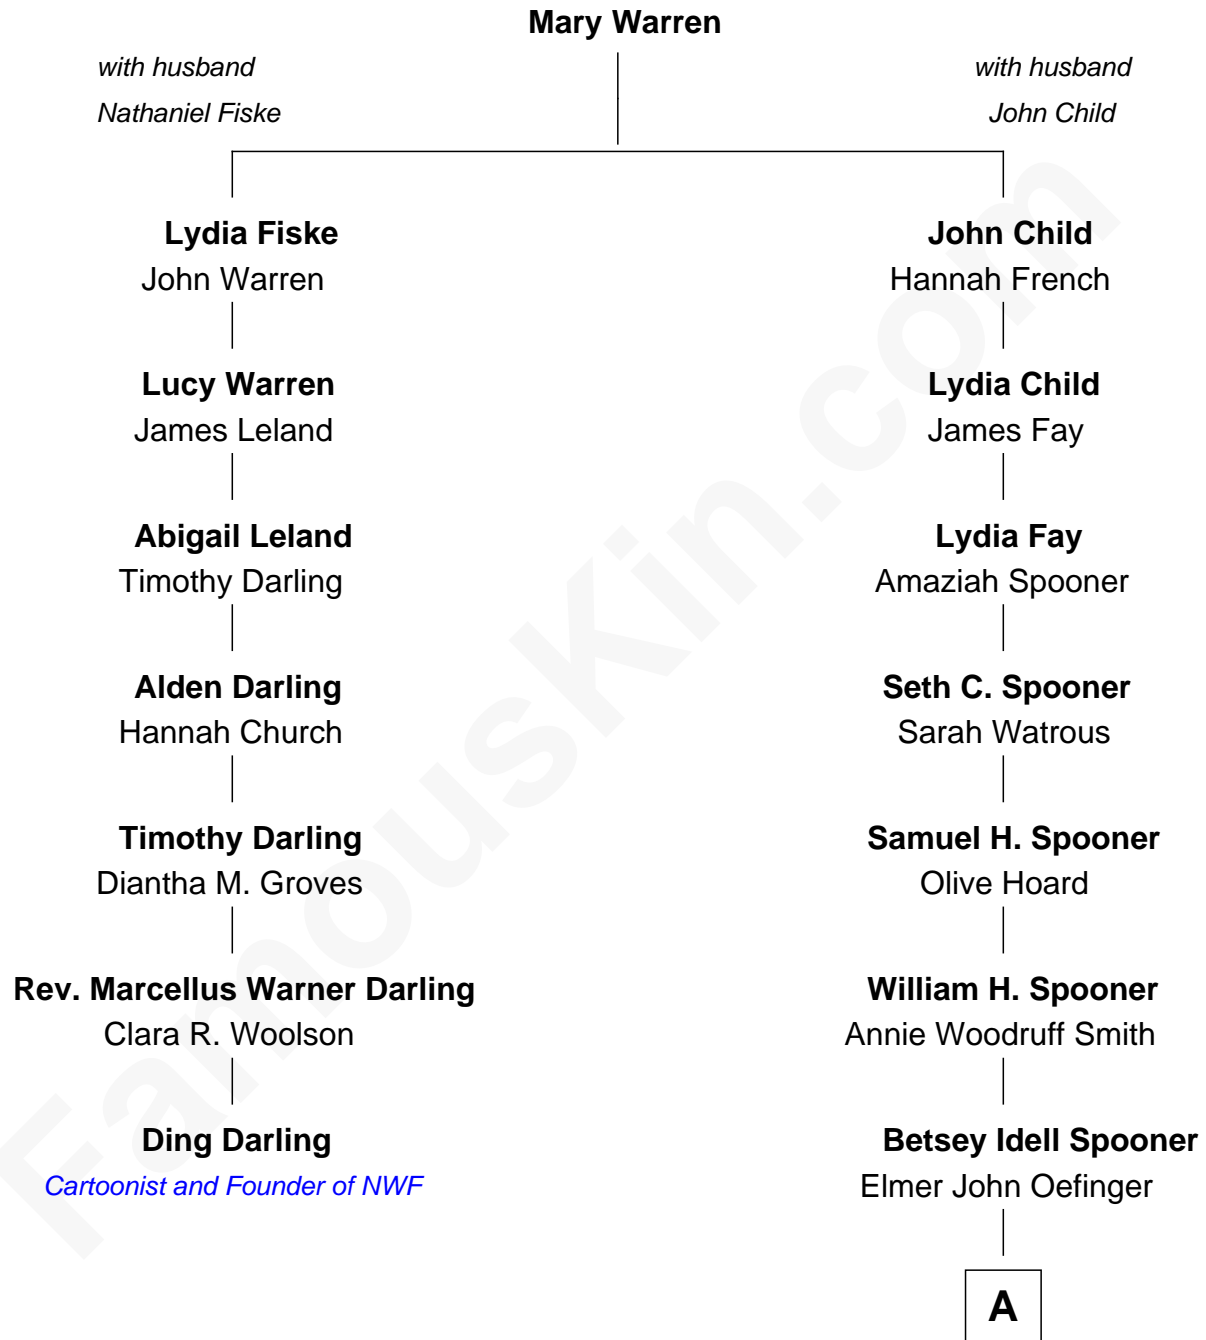 Mary Warren
with husband
Nathaniel Fiske
with husband
John Child
Lydia Fiske
John Warren
John Child
Hannah French
Lucy Warren
James Leland
Lydia Child
James Fay
Abigail Leland
Timothy Darling
Lydia Fay
Amaziah Spooner
Alden Darling
Hannah Church
Seth C. Spooner
Sarah Watrous
Timothy Darling
Diantha M. Groves
Samuel H. Spooner
Olive Hoard
Rev. Marcellus Warner Darling
Clara R. Woolson
William H. Spooner
Annie Woodruff Smith
Ding Darling
Cartoonist and Founder of NWF
Betsey Idell Spooner
Elmer John Oefinger
A
FamousKin.com